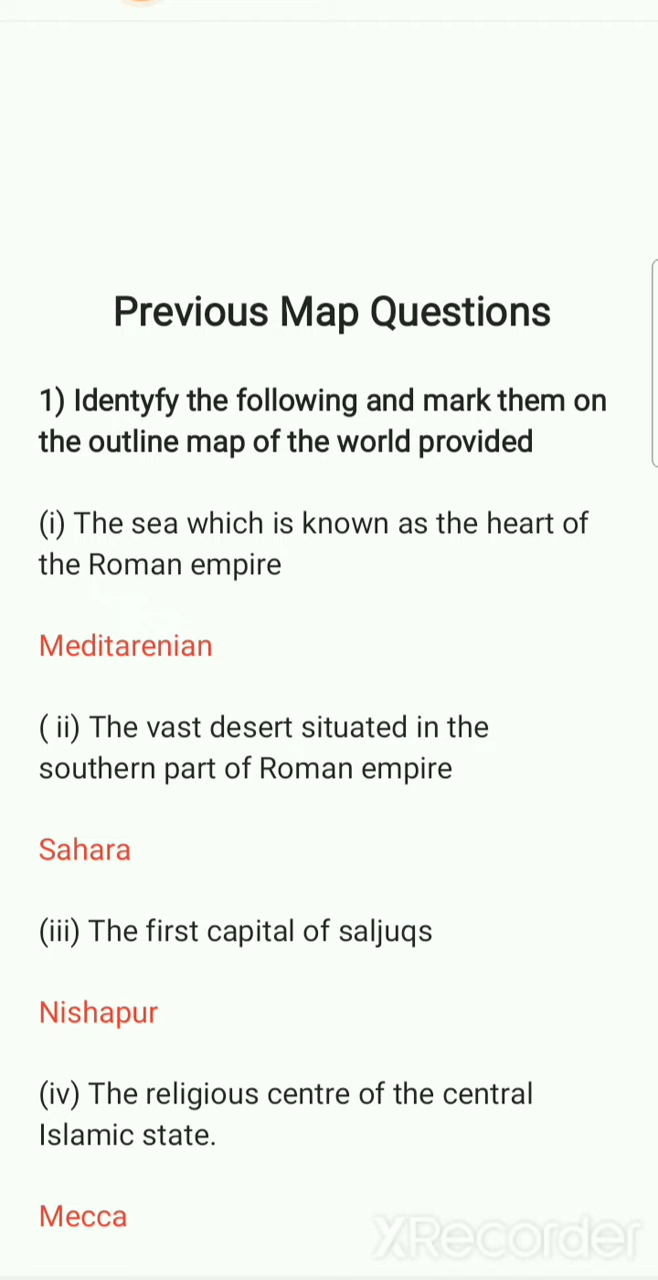 Previous Map Questions
1) Identyfy the following and mark them on
the outline map of the world provided
(i) The sea which is known as the heart of
the Roman empire
Meditarenian
( ii) The vast desert situated in the
southern part of Roman empire
Sahara
(iii) The first capital of saljuqs
Nishapur
(iv) The religious centre of the central
Islamic state.
Mecca
XRecorder